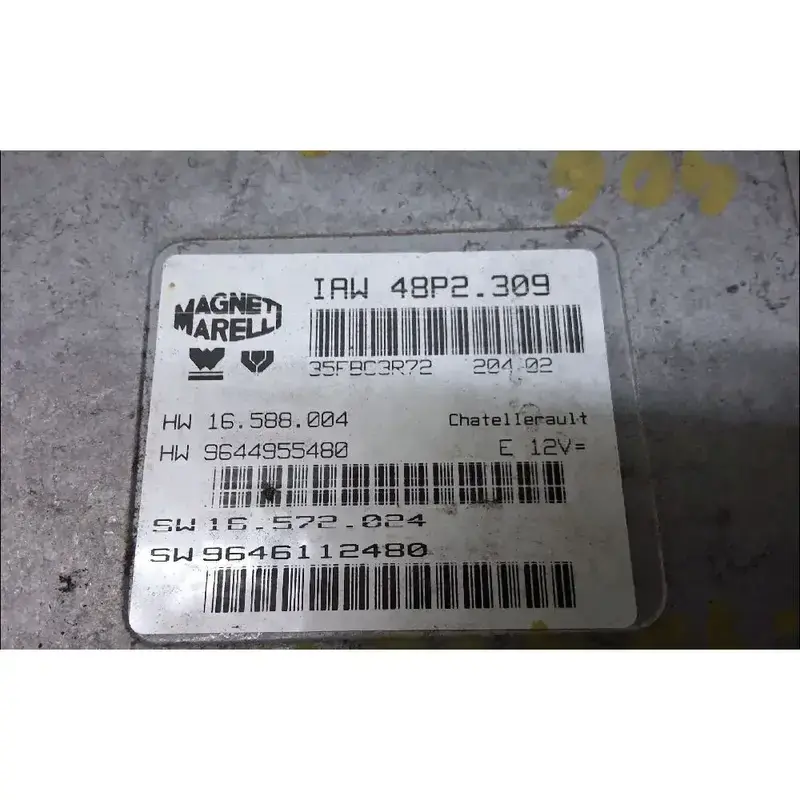 406
MAGNETI
MARELLI
IAW 48P2.309
35FBC3R72 204-02
HW 16.588.004 Chatellerault
HW 9644955480 E 12V=
SW 16.572.024
SW 9646112480